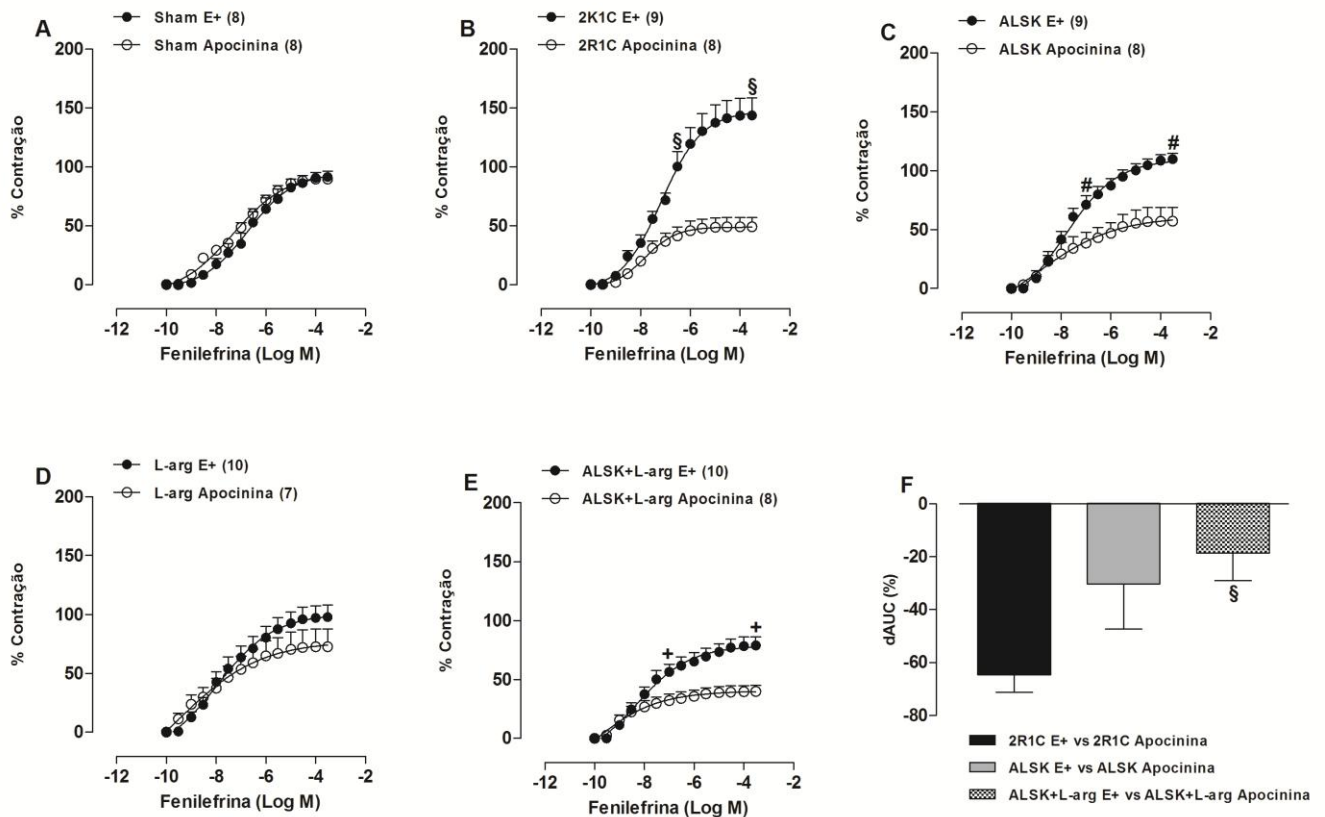 A
Sham E+ (8)
Sham Apocinina (8)
200
150
100
50
0
% Contração
-12 -10 -8 -6 -4 -2
Fenilefrina (Log M)
B
2K1C E+ (9)
2R1C Apocinina (8)
200
150
100
50
0
% Contração
§
§
-12 -10 -8 -6 -4 -2
Fenilefrina (Log M)
C
ALSK E+ (9)
ALSK Apocinina (8)
200
150
100
50
0
% Contração
#
#
-12 -10 -8 -6 -4 -2
Fenilefrina (Log M)
D
L-arg E+ (10)
L-arg Apocinina (7)
200
150
100
50
0
% Contração
-12 -10 -8 -6 -4 -2
Fenilefrina (Log M)
E
ALSK+L-arg E+ (10)
ALSK+L-arg Apocinina (8)
200
150
100
50
0
% Contração
+
+
-12 -10 -8 -6 -4 -2
Fenilefrina (Log M)
F
0
-20
-40
-60
-80
dAUC (%)
§
2R1C E+ vs 2R1C Apocinina
ALSK E+ vs ALSK Apocinina
ALSK+L-arg E+ vs ALSK+L-arg Apocinina